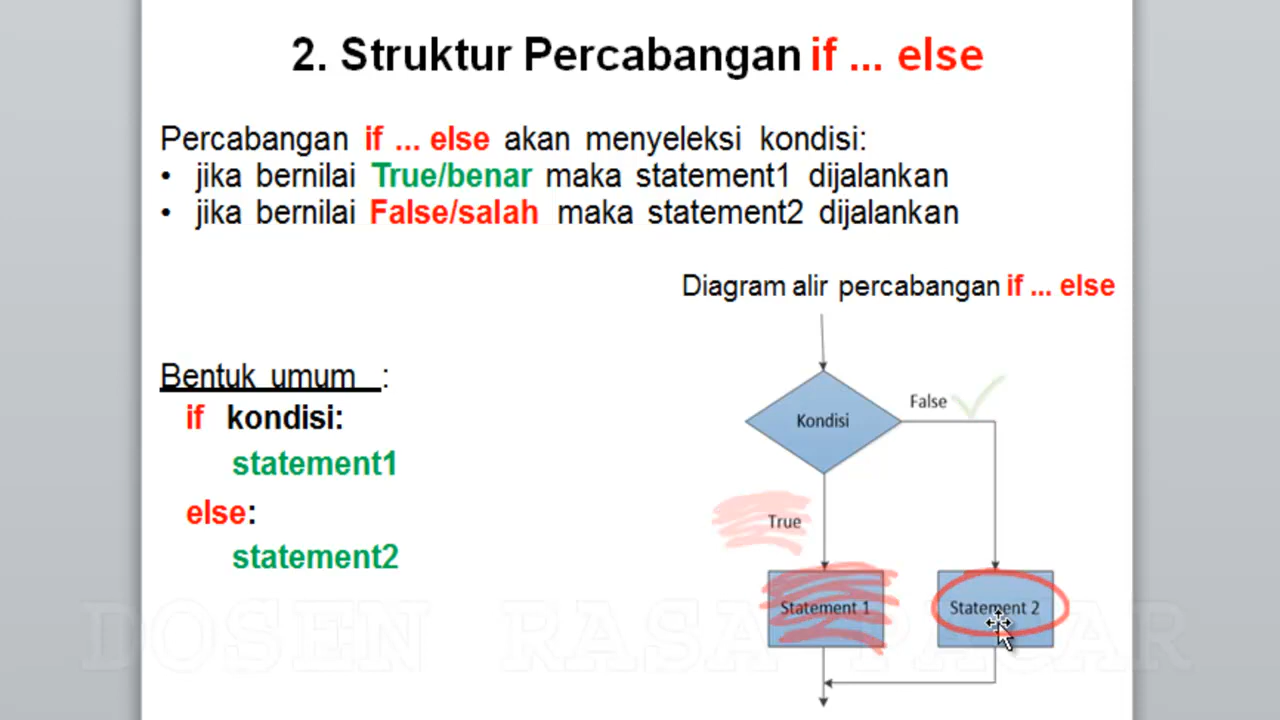 2. Struktur Percabangan if ... else
Percabangan if ... else akan menyeleksi kondisi:
• jika bernilai True/benar maka statement1 dijalankan
• jika bernilai False/salah maka statement2 dijalankan
Diagram alir percabangan if ... else
Bentuk umum :
if kondisi:
statement1
else:
statement2
Kondisi
False
True
Statement 1
Statement 2
DOSEN RASA PACAR